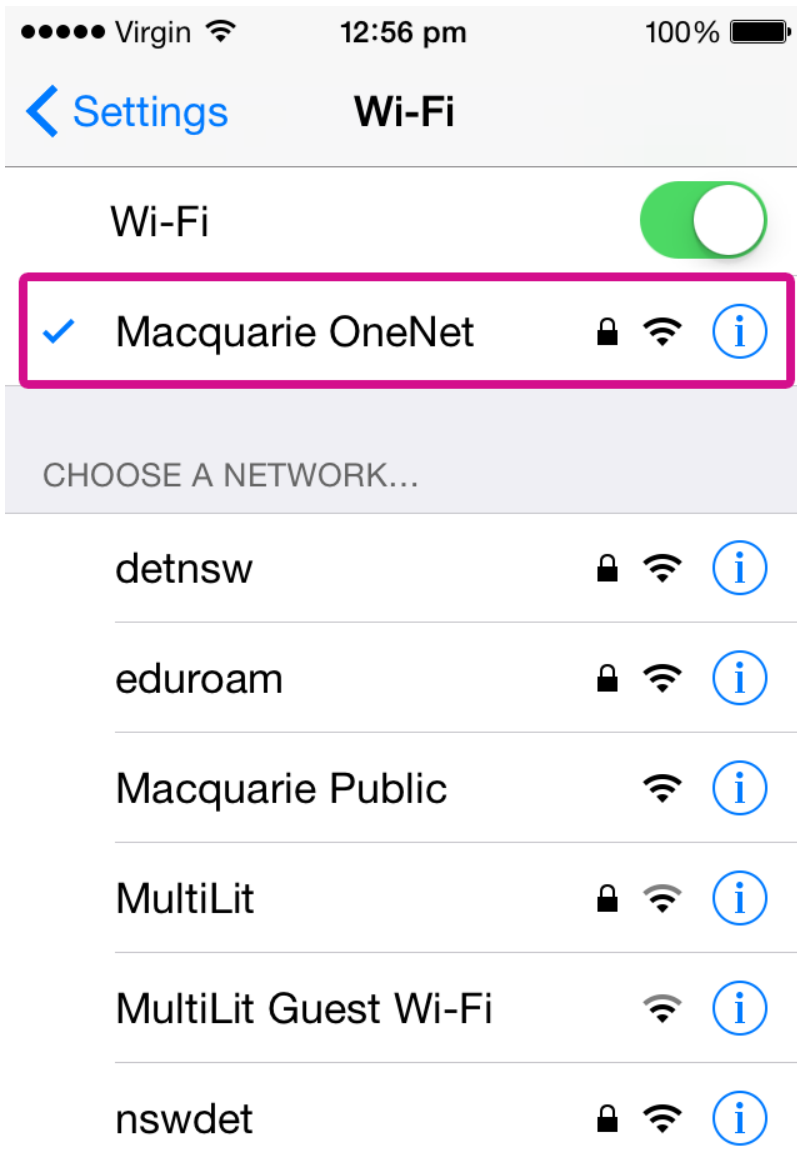 Virgin 12:56 pm 100%
Settings Wi-Fi
Wi-Fi
Macquarie OneNet
CHOOSE A NETWORK...
detnsw
eduroam
Macquarie Public
MultiLit
MultiLit Guest Wi-Fi
nswdet